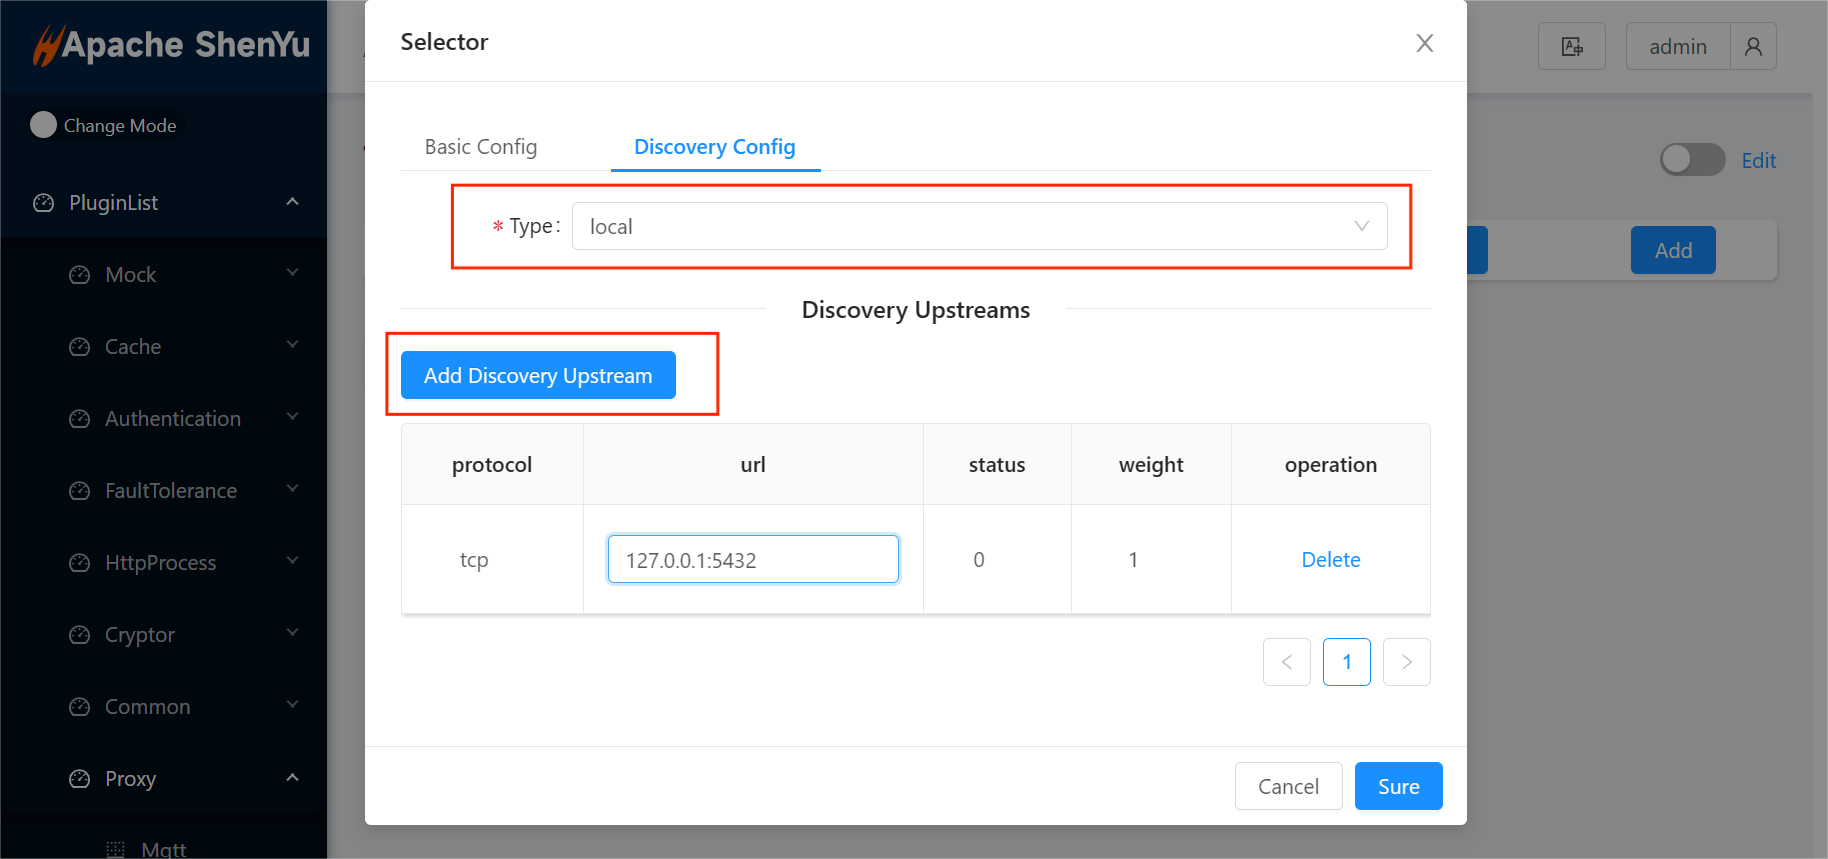 Apache ShenYu
Change Mode
PluginList
Mock
Cache
Authentication
FaultTolerance
HttpProcess
Cryptor
Common
Proxy
Mqtt
admin
Edit
Add
Selector
Basic Config
Discovery Config
* Type:
local
Discovery Upstreams
Add Discovery Upstream
protocol url status weight operation
tcp 127.0.0.1:5432 0 1 Delete
< 1 >
Cancel Sure